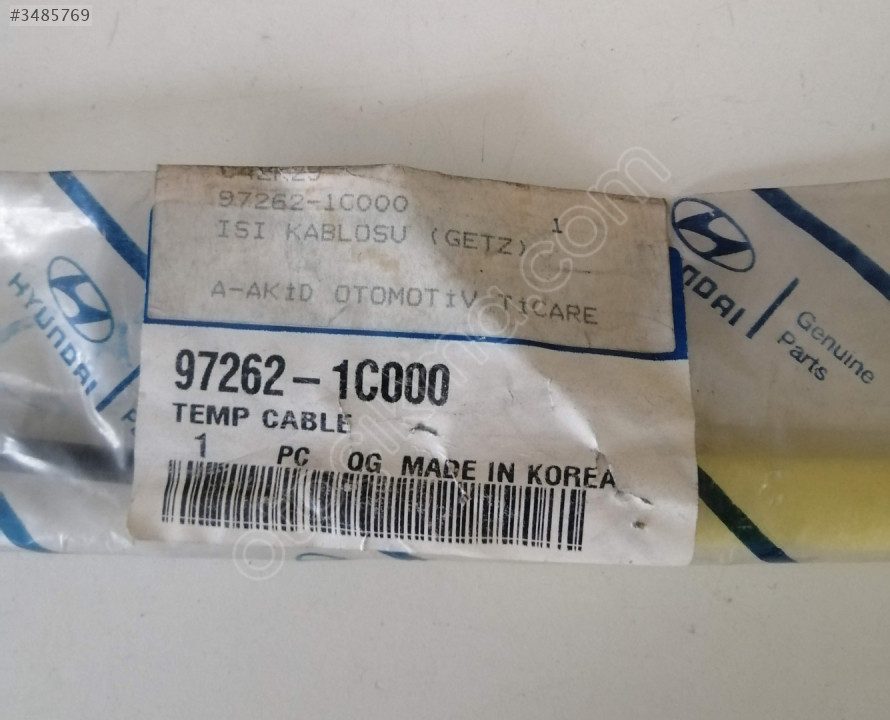 #3485769
97262-1C000
1
ISI KABLOSU (GETZ)
A-AKİD OTOMOTİV TİCARE
97262-1C000
TEMP CABLE
1 PC OG MADE IN KOREA
HYUNDAI
HYUNDAI
Genuine
Parts